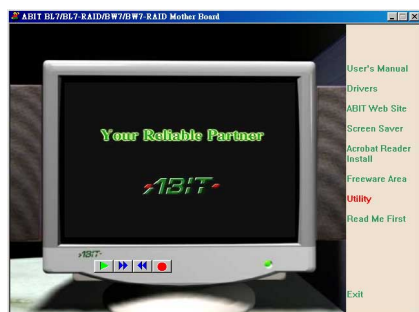 ABIT BL7/BL7-RAID/BW7/BW7-RAID Mother Board
Your Reliable Partner
ABIT
ABIT
User's Manual
Drivers
ABIT Web Site
Screen Saver
Acrobat Reader
Install
Freeware Area
Utility
Read Me First
Exit